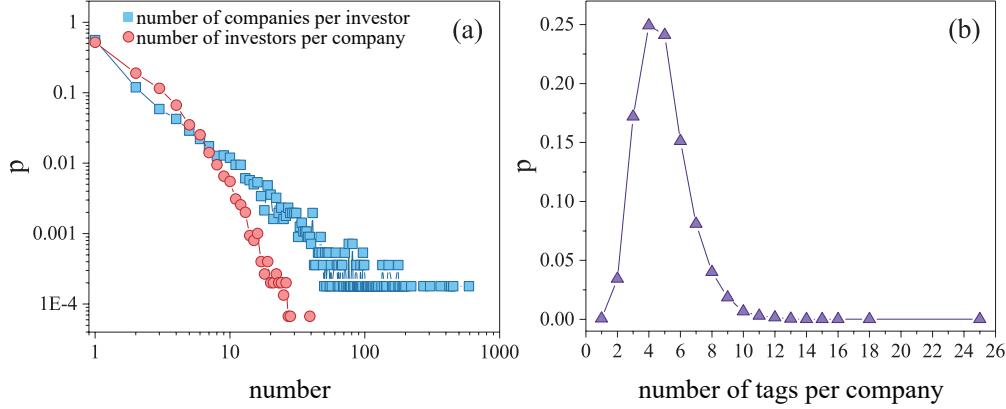 number of companies per investor
number of investors per company
(a)
1
0.1
0.01
0.001
1E-4
p
1 10 100 1000
number
(b)
0.25
0.20
0.15
0.10
0.05
0.00
p
0 2 4 6 8 10 12 14 16 18 20 22 24 26
number of tags per company